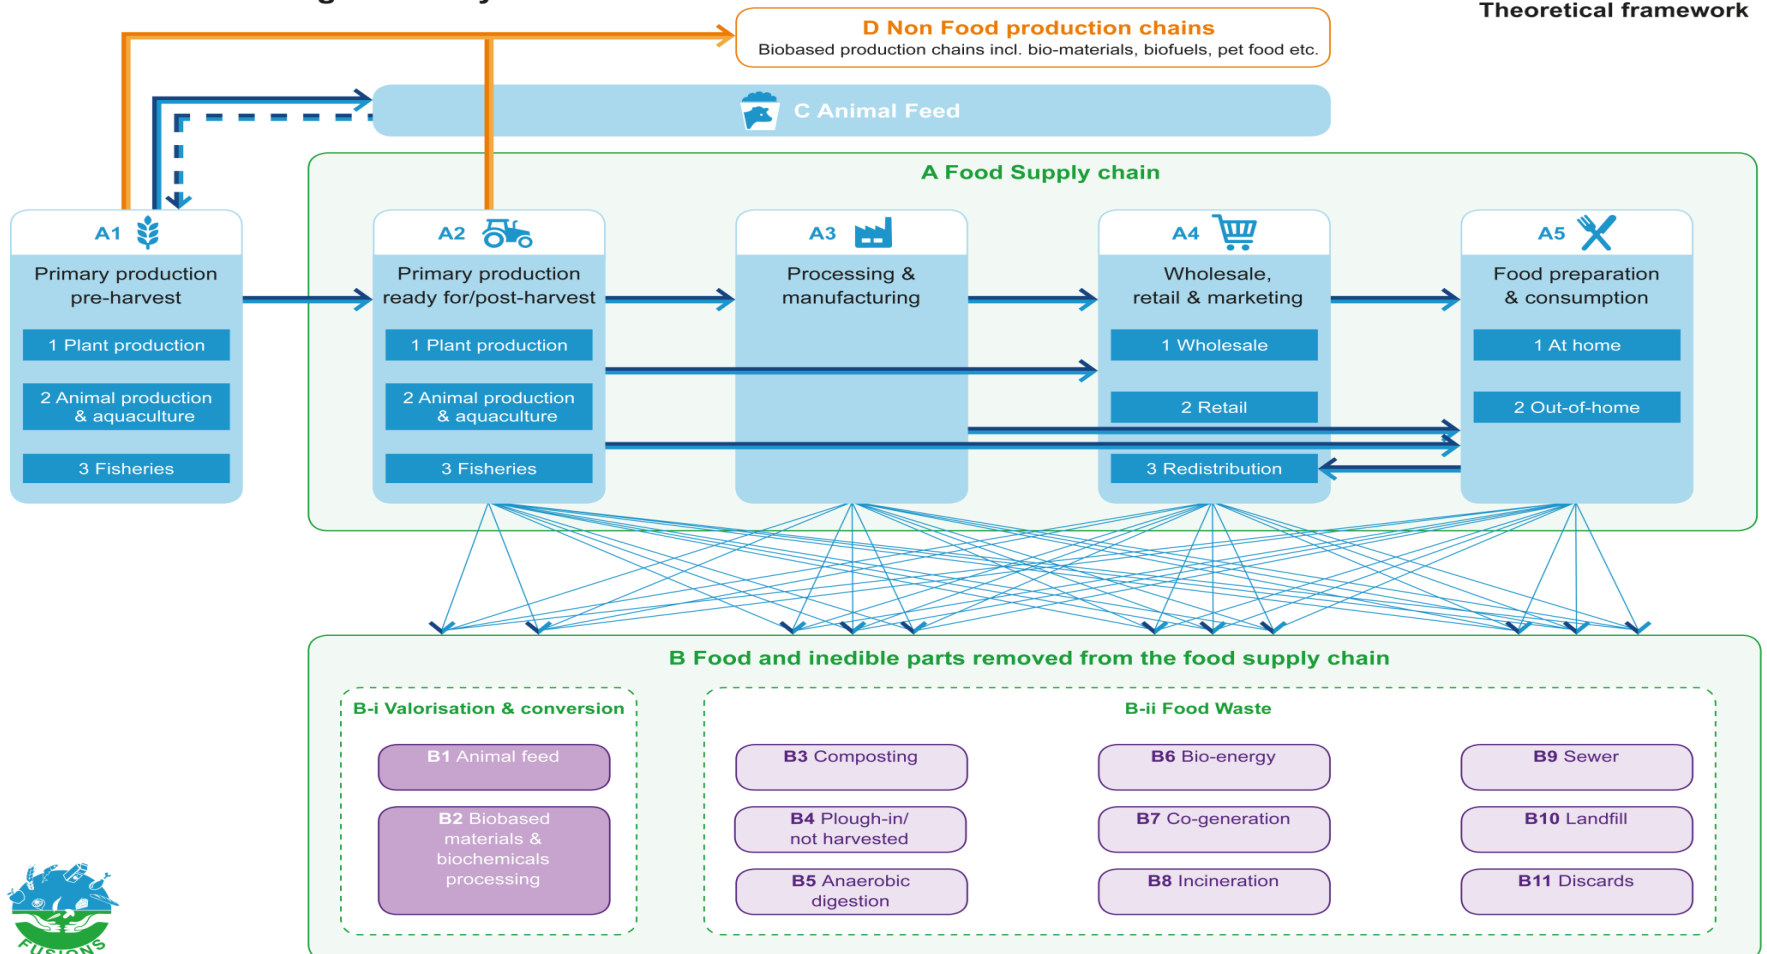 Theoretical framework
D Non Food production chains
Biobased production chains incl. bio-materials, biofuels, pet food etc.
C Animal Feed
A Food Supply chain
A1
Primary production
pre-harvest
1 Plant production
2 Animal production
& aquaculture
3 Fisheries
A2
Primary production
ready for/post-harvest
1 Plant production
2 Animal production
& aquaculture
3 Fisheries
A3
Processing &
manufacturing
A4
Wholesale,
retail & marketing
1 Wholesale
2 Retail
3 Redistribution
A5
Food preparation
& consumption
1 At home
2 Out-of-home
B Food and inedible parts removed from the food supply chain
B-i Valorisation & conversion
B1 Animal feed
B2 Biobased
materials &
biochemicals
processing
B-ii Food Waste
B3 Composting
B4 Plough-in/
not harvested
B5 Anaerobic
digestion
B6 Bio-energy
B7 Co-generation
B8 Incineration
B9 Sewer
B10 Landfill
B11 Discards
FUSIONS